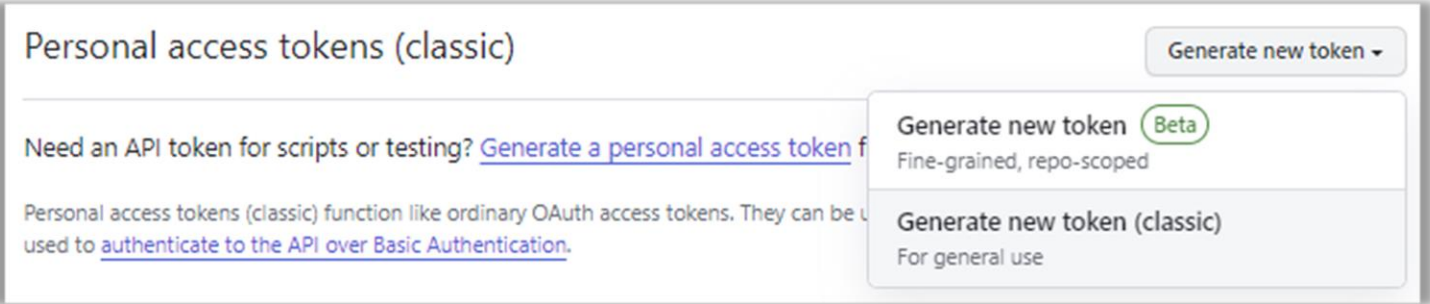 Personal access tokens (classic)
Generate new token
Generate new token Beta
Fine-grained, repo-scoped
Generate new token (classic)
For general use
Need an API token for scripts or testing? Generate a personal access token f
Personal access tokens (classic) function like ordinary OAuth access tokens. They can be u
used to authenticate to the API over Basic Authentication.